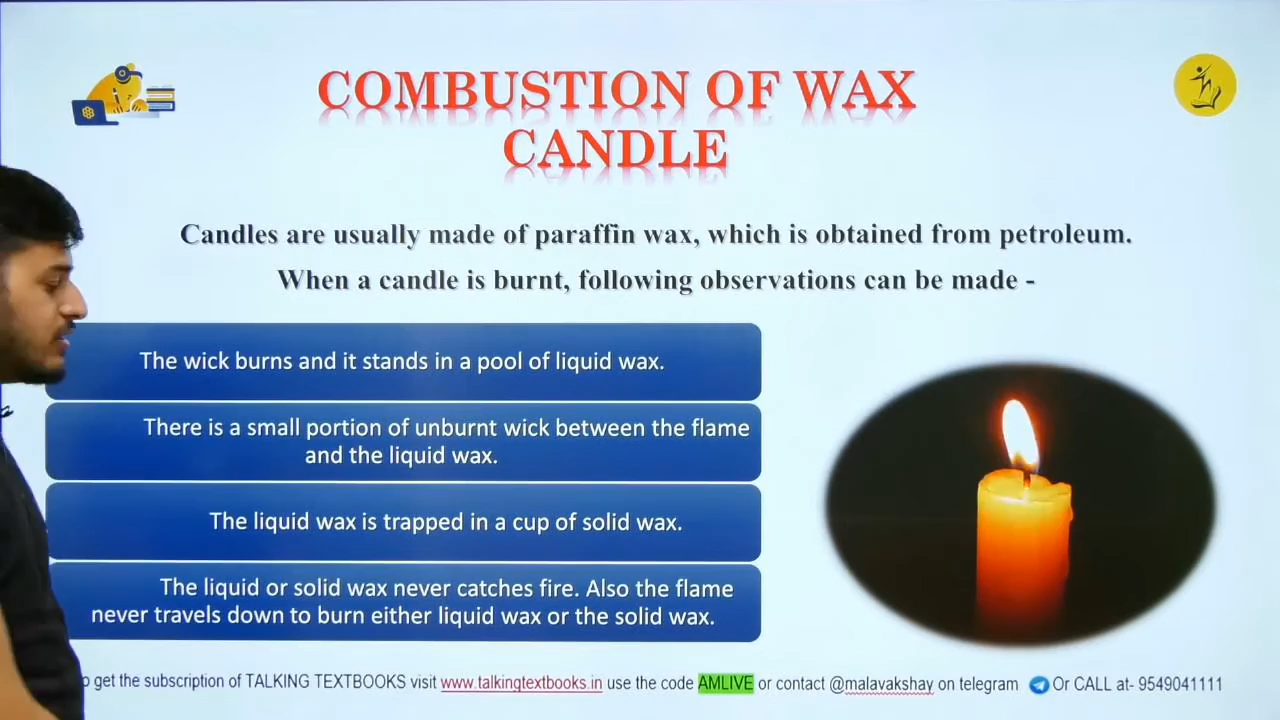 COMBUSTION OF WAX
CANDLE
Candles are usually made of paraffin wax, which is obtained from petroleum.
When a candle is burnt, following observations can be made -
The wick burns and it stands in a pool of liquid wax.
There is a small portion of unburnt wick between the flame
and the liquid wax.
The liquid wax is trapped in a cup of solid wax.
The liquid or solid wax never catches fire. Also the flame
never travels down to burn either liquid wax or the solid wax.
o get the subscription of TALKING TEXTBOOKS visit www.talkingtextbooks.in use the code AMLIVE or contact @malavakshay on telegram Or CALL at- 9549041111